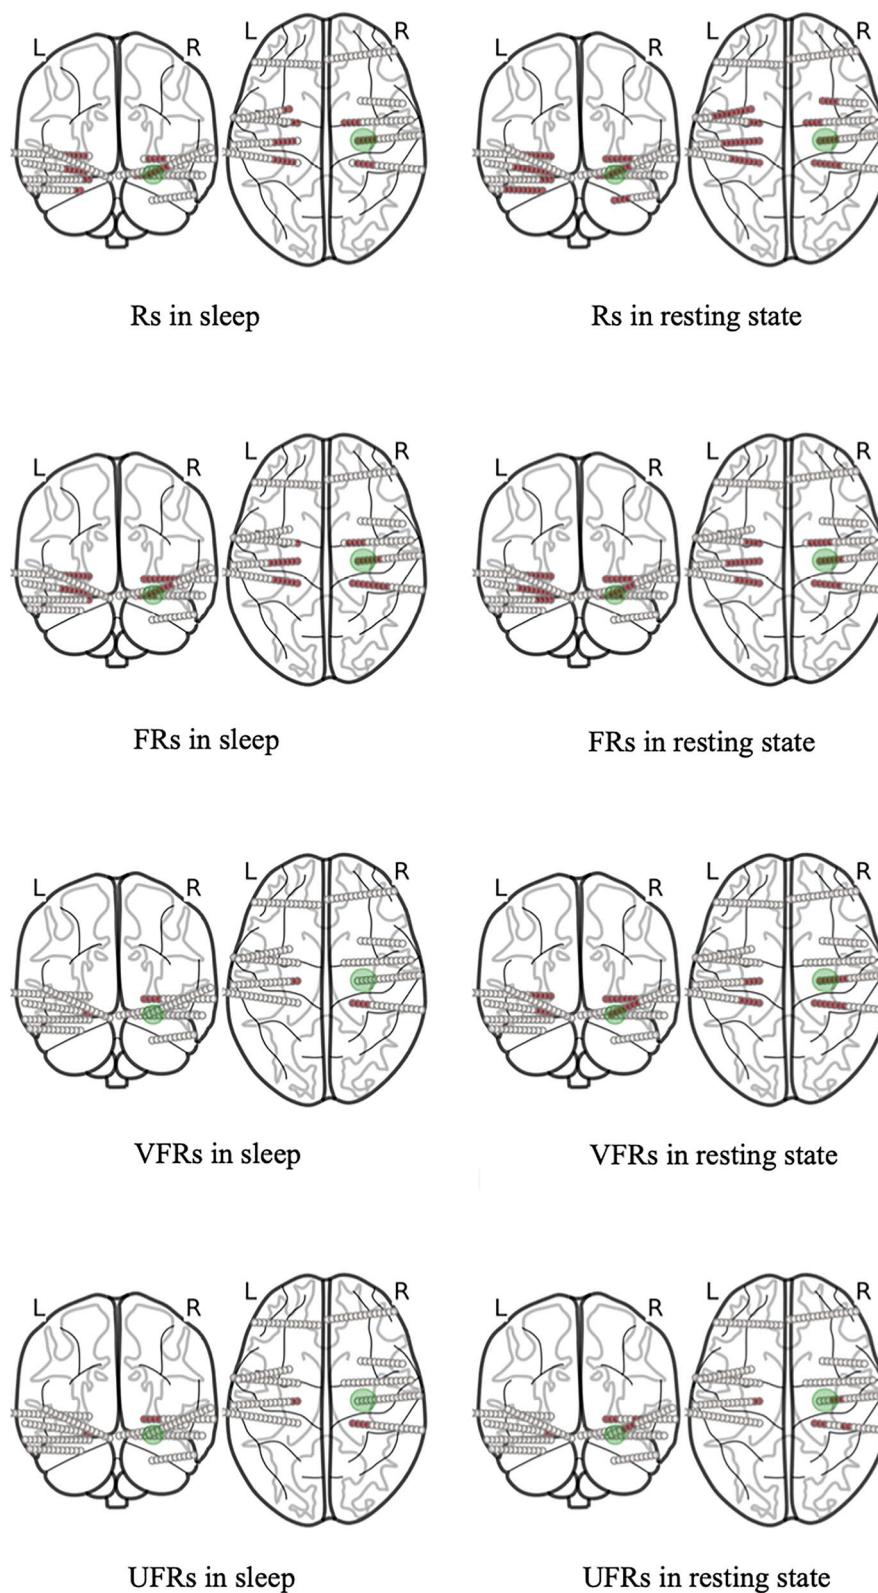 L R L R L R L R
Rs in sleep Rs in resting state
L R L R L R L R
FRs in sleep FRs in resting state
L R L R L R L R
VFRs in sleep VFRs in resting state
L R L R L R L R
UFRs in sleep UFRs in resting state